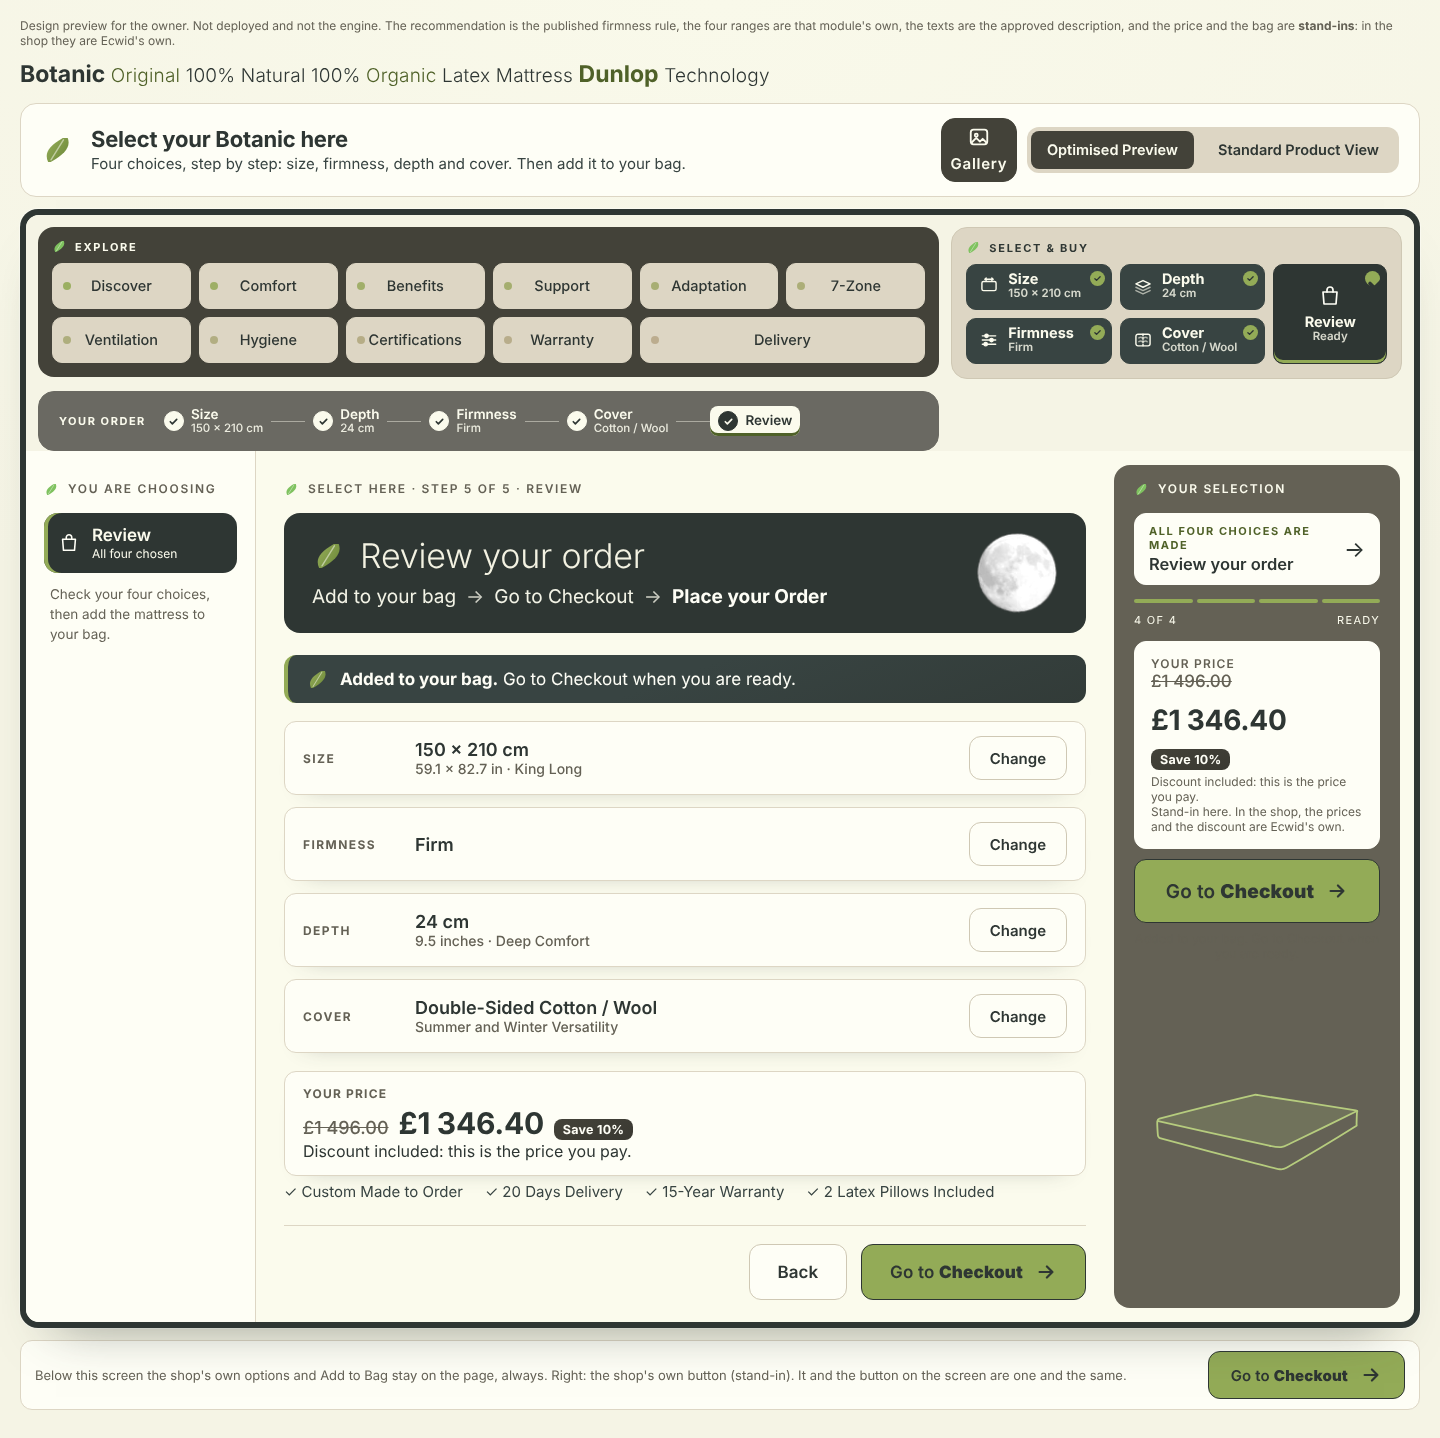 Design preview for the owner. Not deployed and not the engine. The recommendation is the published firmness rule, the four ranges are that module's own, the texts are the approved description, and the price and the bag are stand-ins: in the
shop they are Ecwid's own.
Botanic Original 100% Natural 100% Organic Latex Mattress Dunlop Technology
Select your Botanic here
Four choices, step by step: size, firmness, depth and cover. Then add it to your bag.
Gallery
Optimised Preview
Standard Product View
EXPLORE
Discover
Comfort
Benefits
Support
Adaptation
7-Zone
Ventilation
Hygiene
Certifications
Warranty
Delivery
SELECT & BUY
Size
150 × 210 cm
Depth
24 cm
Firmness
Firm
Cover
Cotton / Wool
Review
Ready
YOUR ORDER
Size
150 × 210 cm
Depth
24 cm
Firmness
Firm
Cover
Cotton / Wool
Review
YOU ARE CHOOSING
Review
All four chosen
Check your four choices,
then add the mattress to
your bag.
SELECT HERE · STEP 5 OF 5 · REVIEW
Review your order
Add to your bag → Go to Checkout → Place your Order
Added to your bag. Go to Checkout when you are ready.
SIZE
150 × 210 cm
59.1 × 82.7 in · King Long
Change
FIRMNESS
Firm
Change
DEPTH
24 cm
9.5 inches · Deep Comfort
Change
COVER
Double-Sided Cotton / Wool
Summer and Winter Versatility
Change
YOUR PRICE
£1 496.00 £1 346.40 Save 10%
Discount included: this is the price you pay.
✓ Custom Made to Order ✓ 20 Days Delivery ✓ 15-Year Warranty ✓ 2 Latex Pillows Included
Back
Go to Checkout →
YOUR SELECTION
ALL FOUR CHOICES ARE
MADE
Review your order →
4 OF 4 READY
YOUR PRICE
£1 496.00
£1 346.40
Save 10%
Discount included: this is the price
you pay.
Stand-in here. In the shop, the prices
and the discount are Ecwid's own.
Go to Checkout →
Below this screen the shop's own options and Add to Bag stay on the page, always. Right: the shop's own button (stand-in). It and the button on the screen are one and the same.
Go to Checkout →